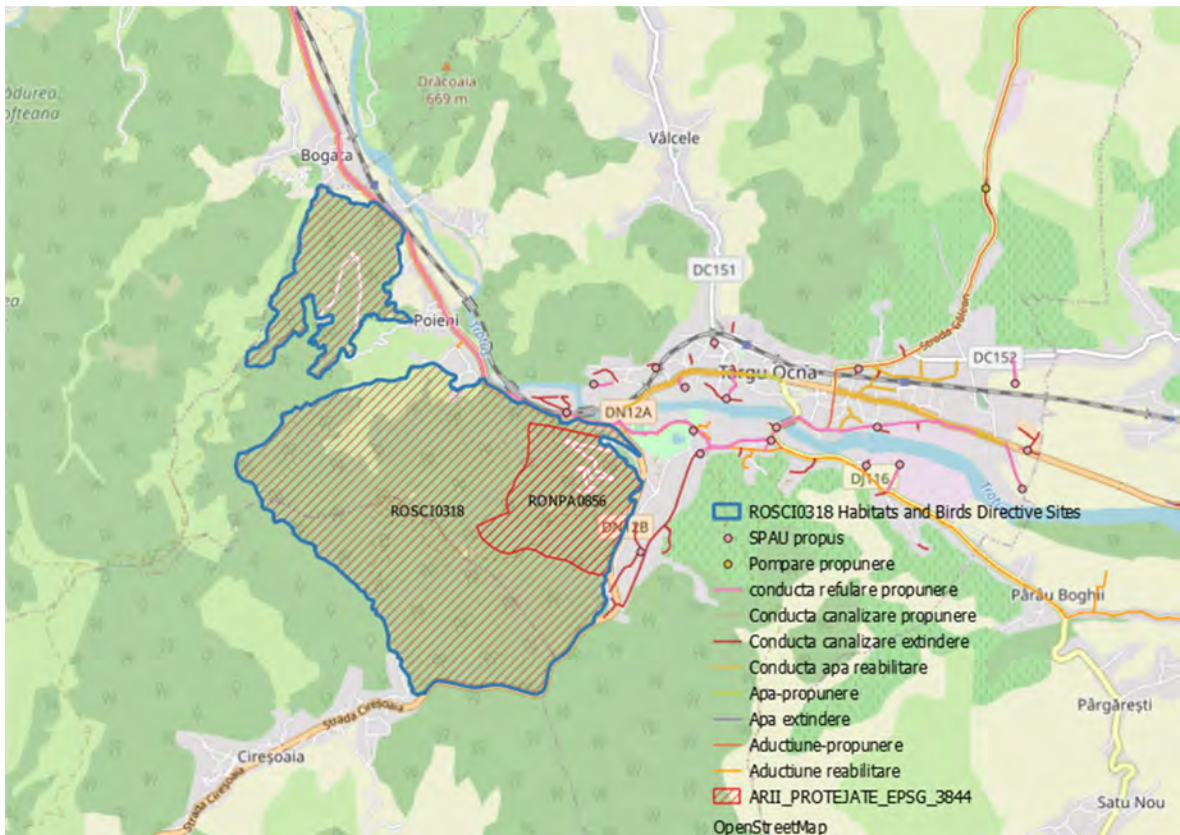 Drăcoaia
669 m
Vâlcele
Bogata
DC151
Poieni
Trotuș
Strada Gălean
DC152
Târgu Ocna
DN12A
RONPA0856
ROSCI0318
DJ116
DN12B
ROSCI0318 Habitats and Birds Directive Sites
SPAU propus
Pompare propunere
conducta refulare propunere
Conducta canalizare propunere
Conducta canalizare extindere
Conducta apa reabilitare
Apa-propunere
Apa extindere
Aductiune-propunere
Aductiune reabilitare
ARII_PROTEJATE_EPSG_3844
OpenStreetMap
Pârâu Boghii
Pârgărești
Satu Nou
Strada Cireșoaia
Cireșoaia
Strada Cireșoaia